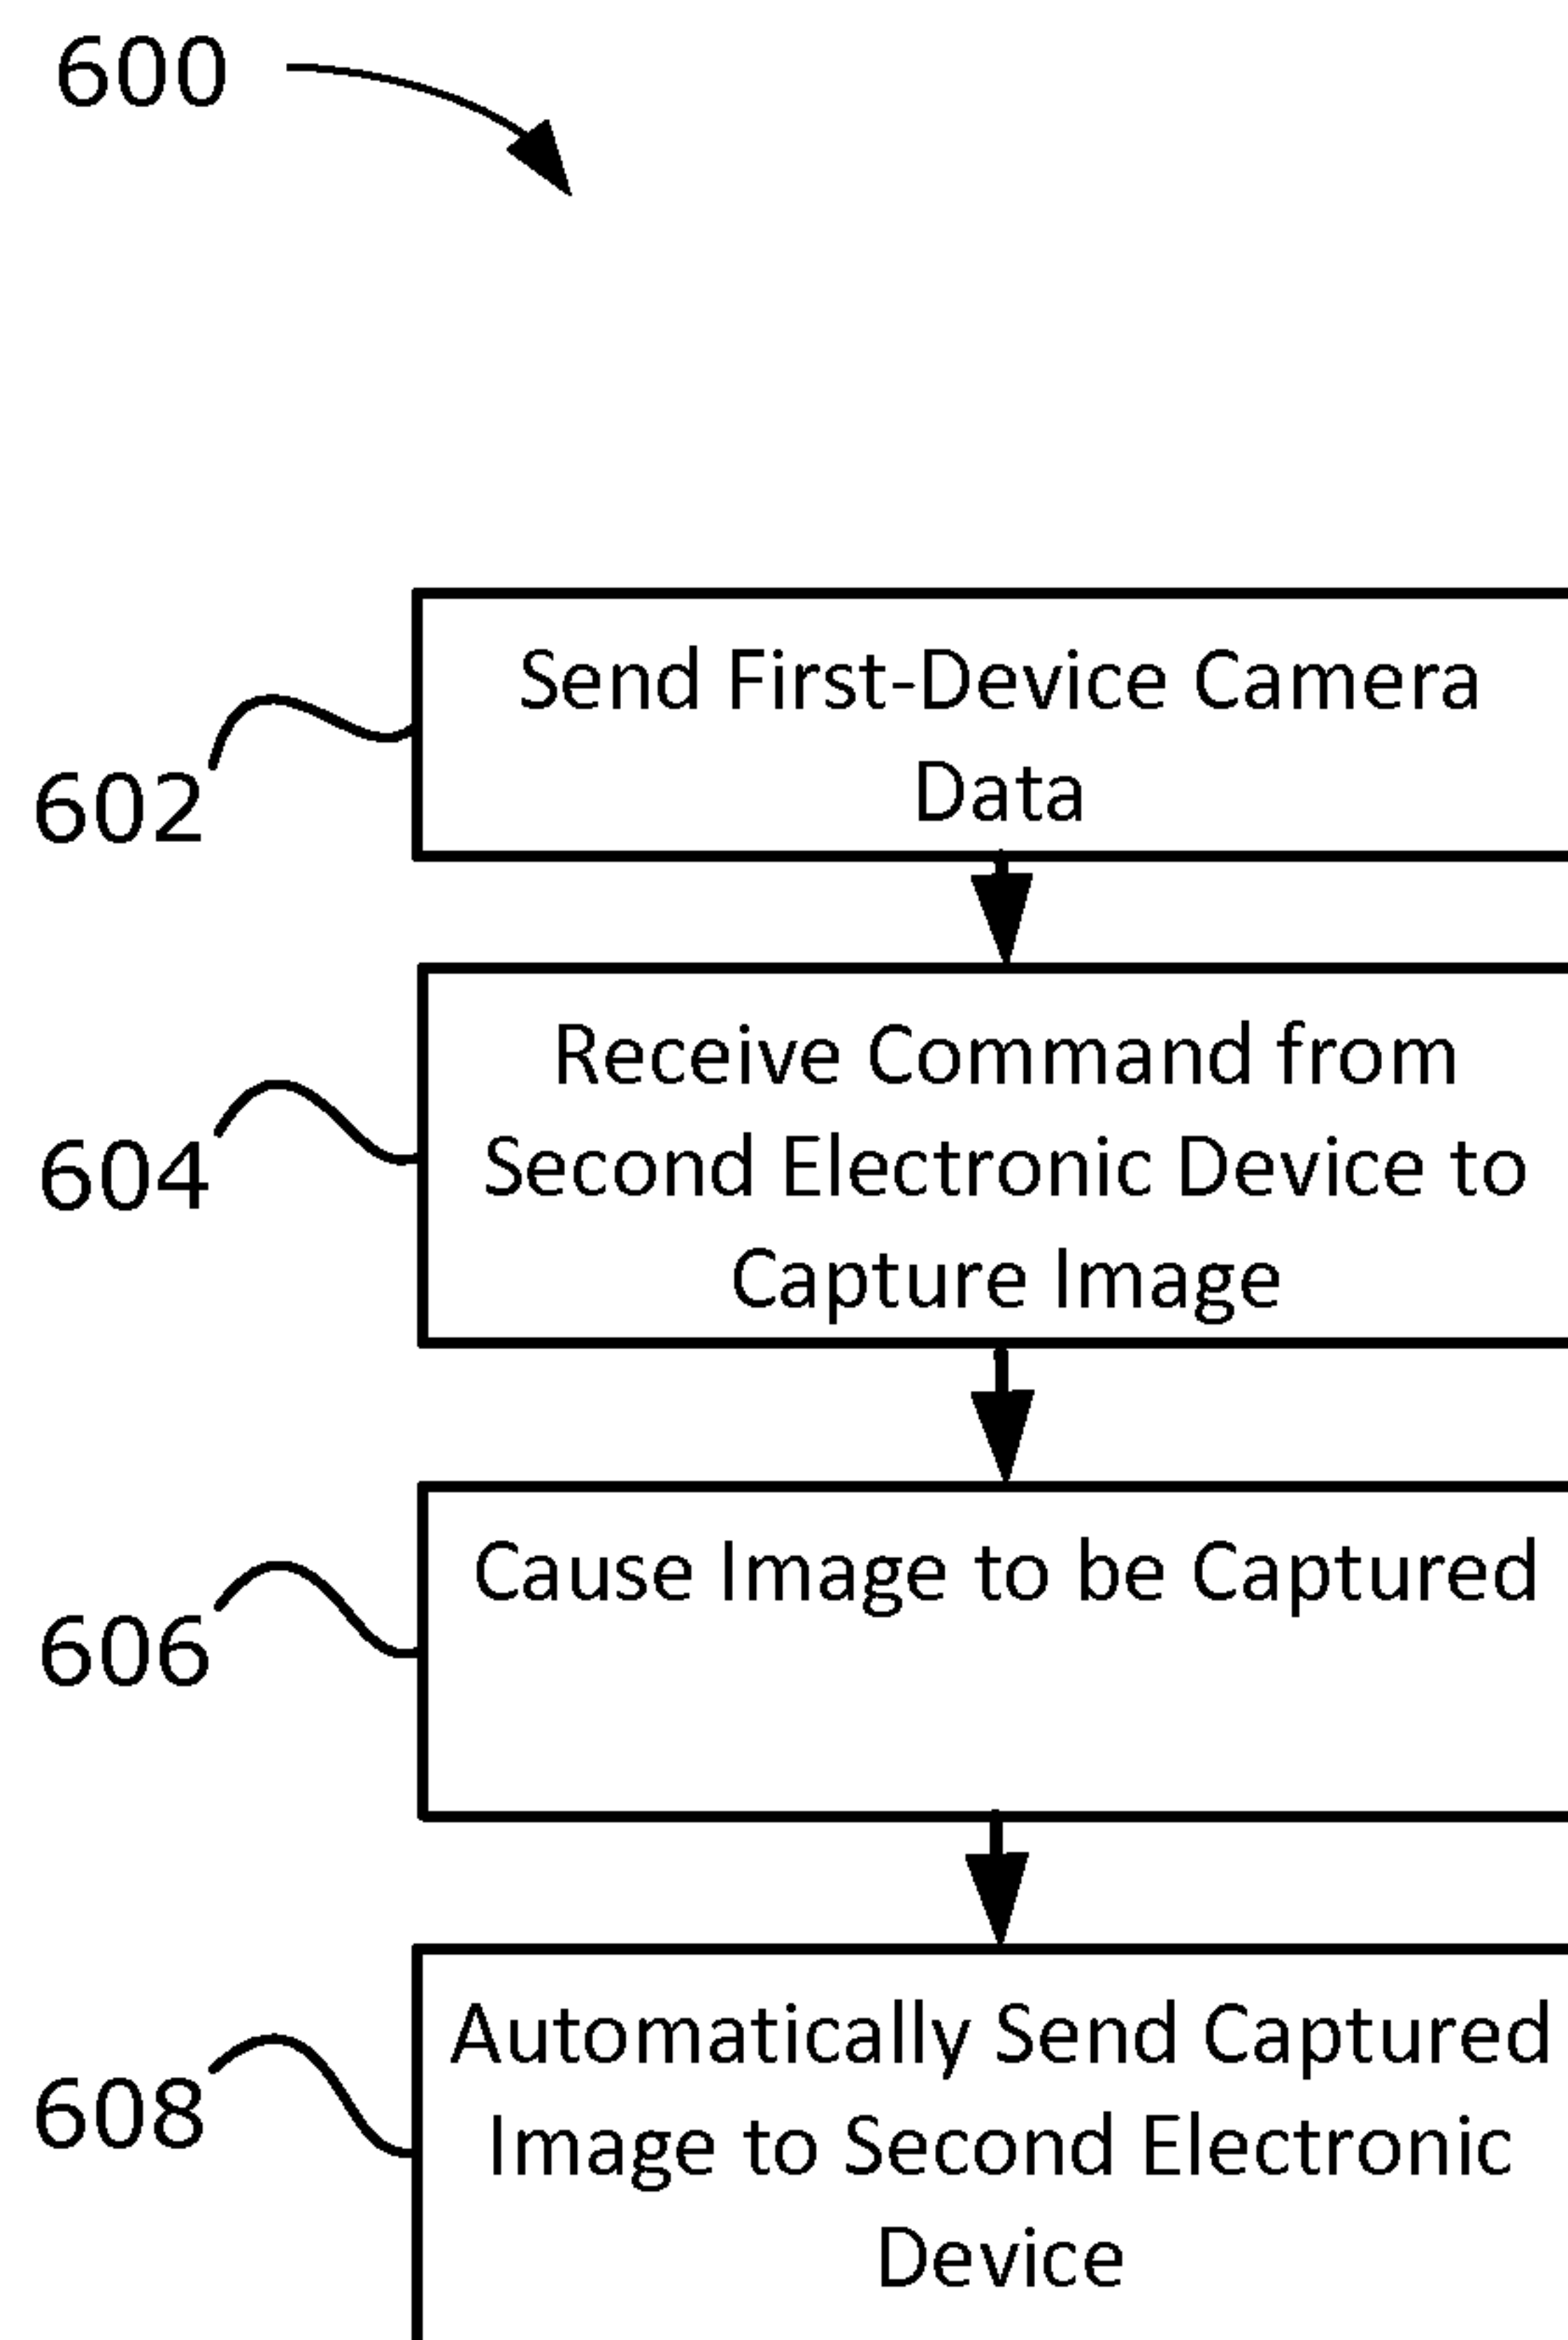 600
Send First-Device Camera
Data
602
Receive Command from
Second Electronic Device to
Capture Image
604
Cause Image to be Captured
606
Automatically Send Captured
Image to Second Electronic
Device
608